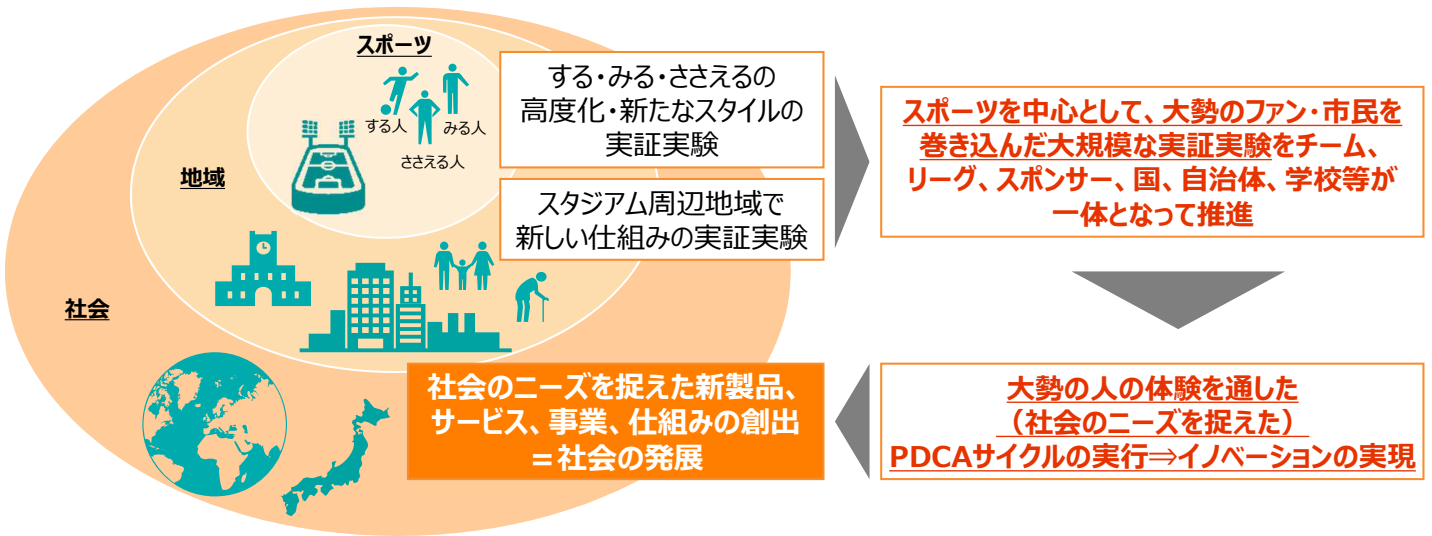 スポーツ
する人
みる人
ささえる人
地域
社会
する・みる・ささえるの
高度化・新たなスタイルの
実証実験
スタジアム周辺地域で
新しい仕組みの実証実験
スポーツを中心として、大勢のファン・市民を
巻き込んだ大規模な実証実験をチーム、
リーグ、スポンサー、国、自治体、学校等が
一体となって推進
大勢の人の体験を通した
（社会のニーズを捉えた）
PDCAサイクルの実行⇒イノベーションの実現
社会のニーズを捉えた新製品、
サービス、事業、仕組みの創出
＝社会の発展